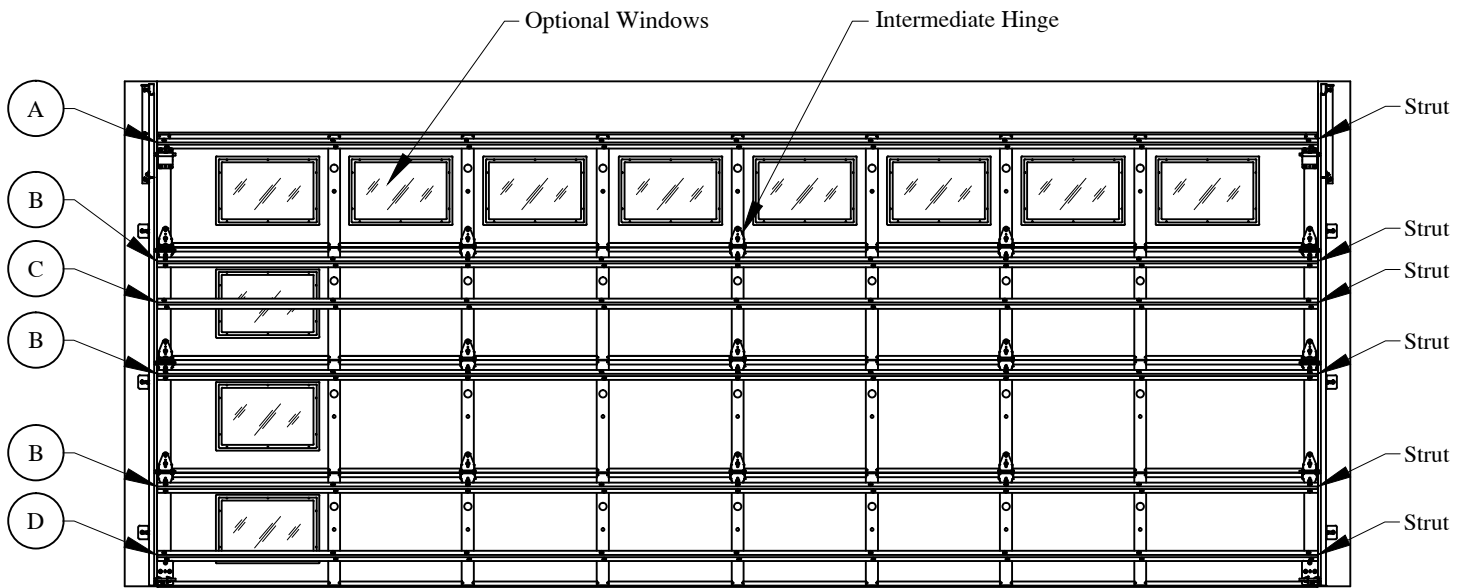 Optional Windows
Intermediate Hinge
A
Strut
B
Strut
C
Strut
B
Strut
B
Strut
D
Strut